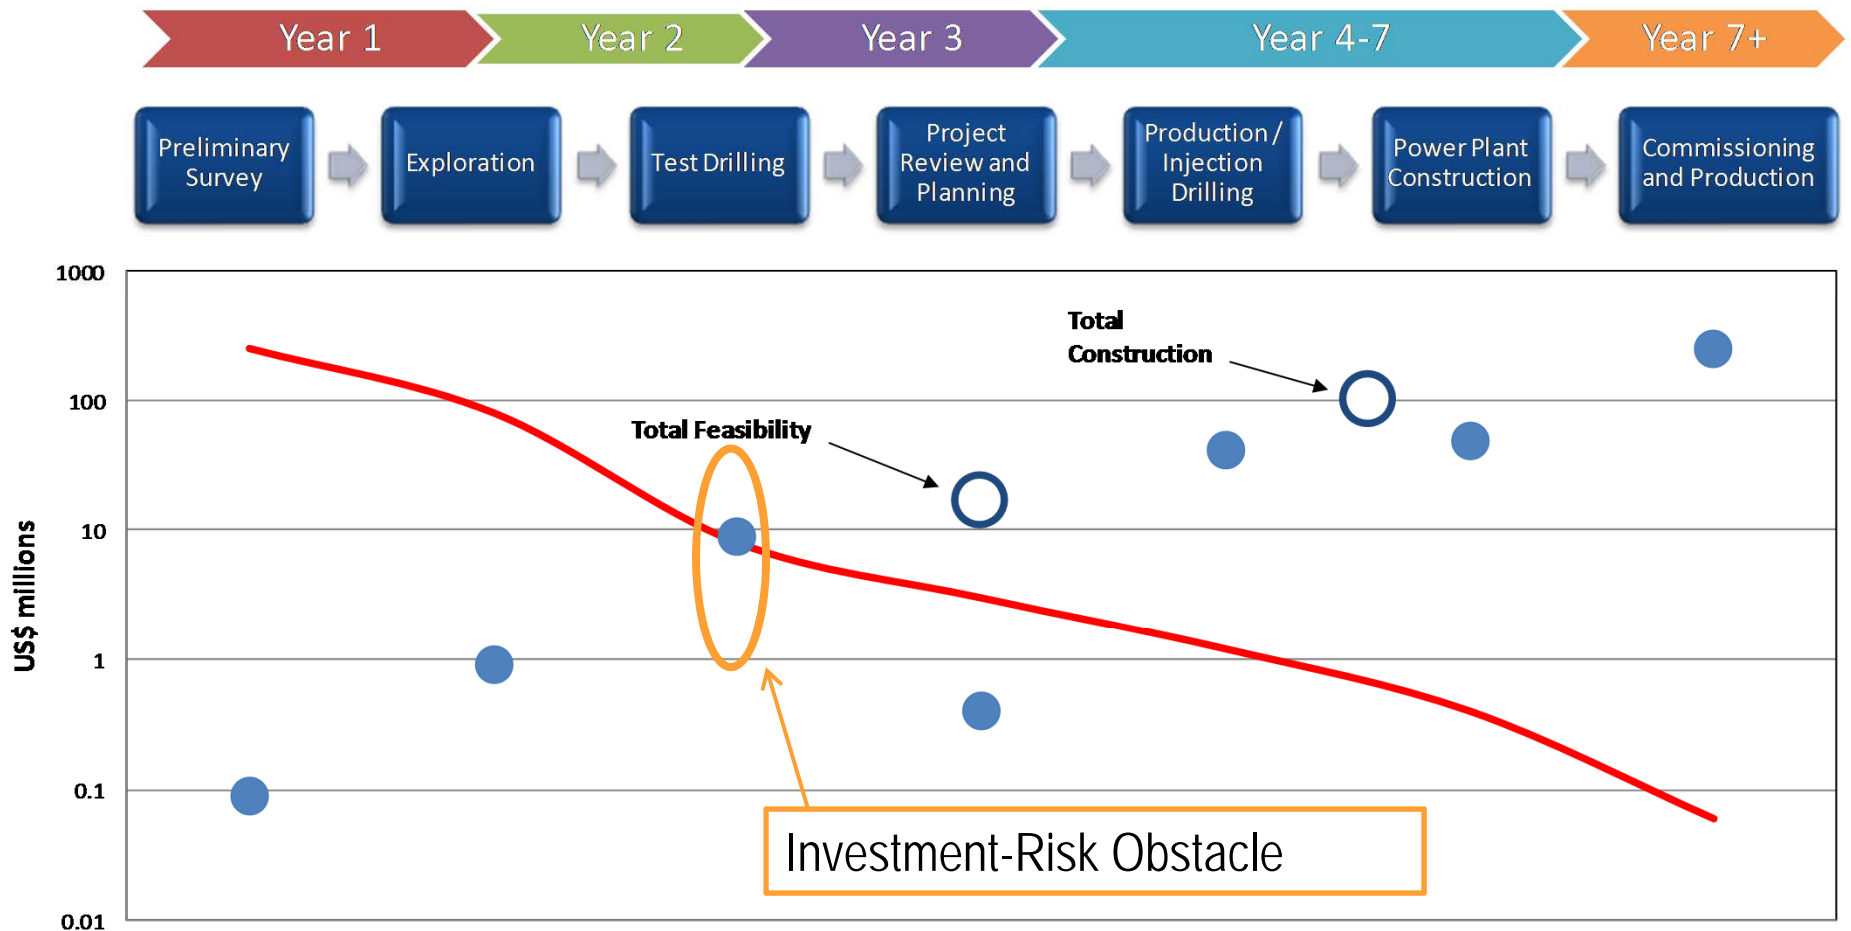 Year 1
Year 2
Year 3
Year 4-7
Year 7+
Preliminary
Survey
Exploration
Test Drilling
Project
Review and
Planning
Production /
Injection
Drilling
Power Plant
Construction
Commissioning
and Production
1000
100
10
1
0.1
0.01
US$ millions
Total
Construction
Total Feasibility
Investment-Risk Obstacle